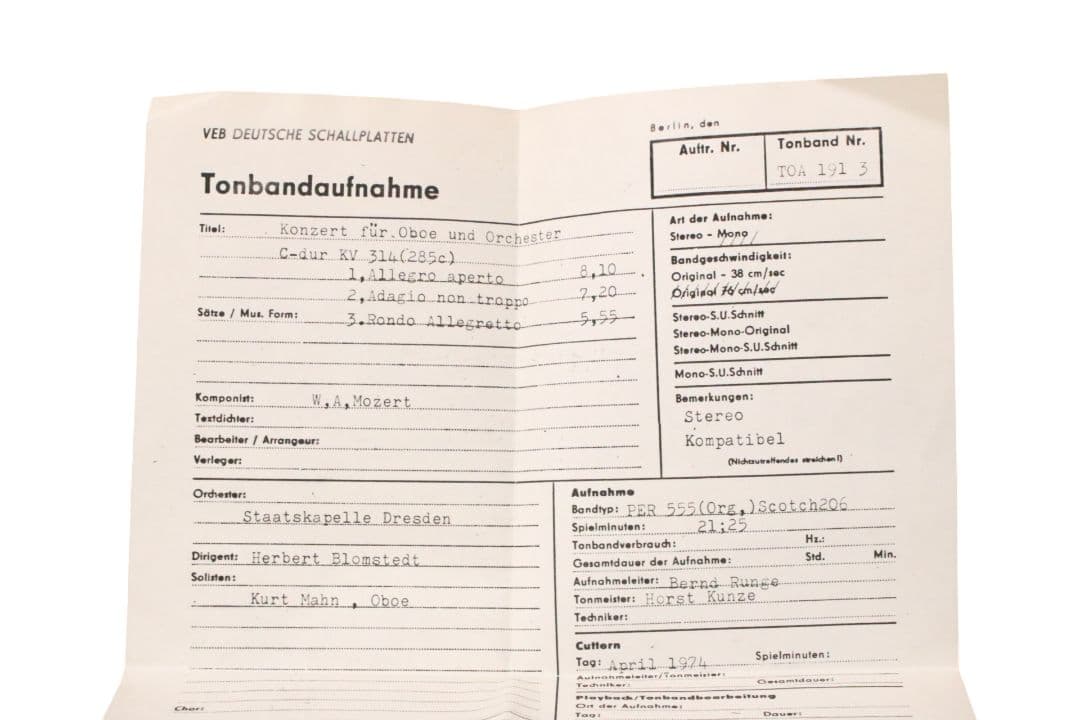 VEB DEUTSCHE SCHALLPLATTEN
Berlin, den
Auftr. Nr.
Tonband Nr.
TOA 191 3
Tonbandaufnahme
Titel: Konzert für Oboe und Orchester
C-dur KV 314(285c)
1,Allegro aperto 8,10
2,Adagio non troppo 7,20
Sätze / Mus. Form: 3.Rondo Allegretto 5,55
Komponist: W,A,Mozert
Textdichter:
Bearbeiter / Arrangeur:
Verleger:
Art der Aufnahme:
Stereo - Mono
Bandgeschwindigkeit:
Original - 38 cm/sec
Original 76 cm/sec
Stereo-S.U.Schnitt
Stereo-Mono-Original
Stereo-Mono-S.U.Schnitt
Mono-S.U.Schnitt
Bemerkungen:
Stereo
Kompatibel
(Nichtzutreffendes streichen!)
Orchester:
Staatskapelle Dresden
Dirigent: Herbert Blomstedt
Solisten:
Kurt Mahn , Oboe
Chor:
Aufnahme
Bandtyp: PER 555(Org,)Scotch206
Spielminuten: 21;25
Tonbandverbrauch: Hz.:
Gesamtdauer der Aufnahme: Std. Min.
Aufnahmeleiter: Bernd Runge
Tonmeister: Horst Kunze
Techniker:
Cuttern
Tag: April 1974 Spielminuten:
Aufnahmeleiter/Tonmeister:
Techniker: Gesamtdauer:
Playback/Tonbandbearbeitung
Ort der Aufnahme:
Tag: Dauer: